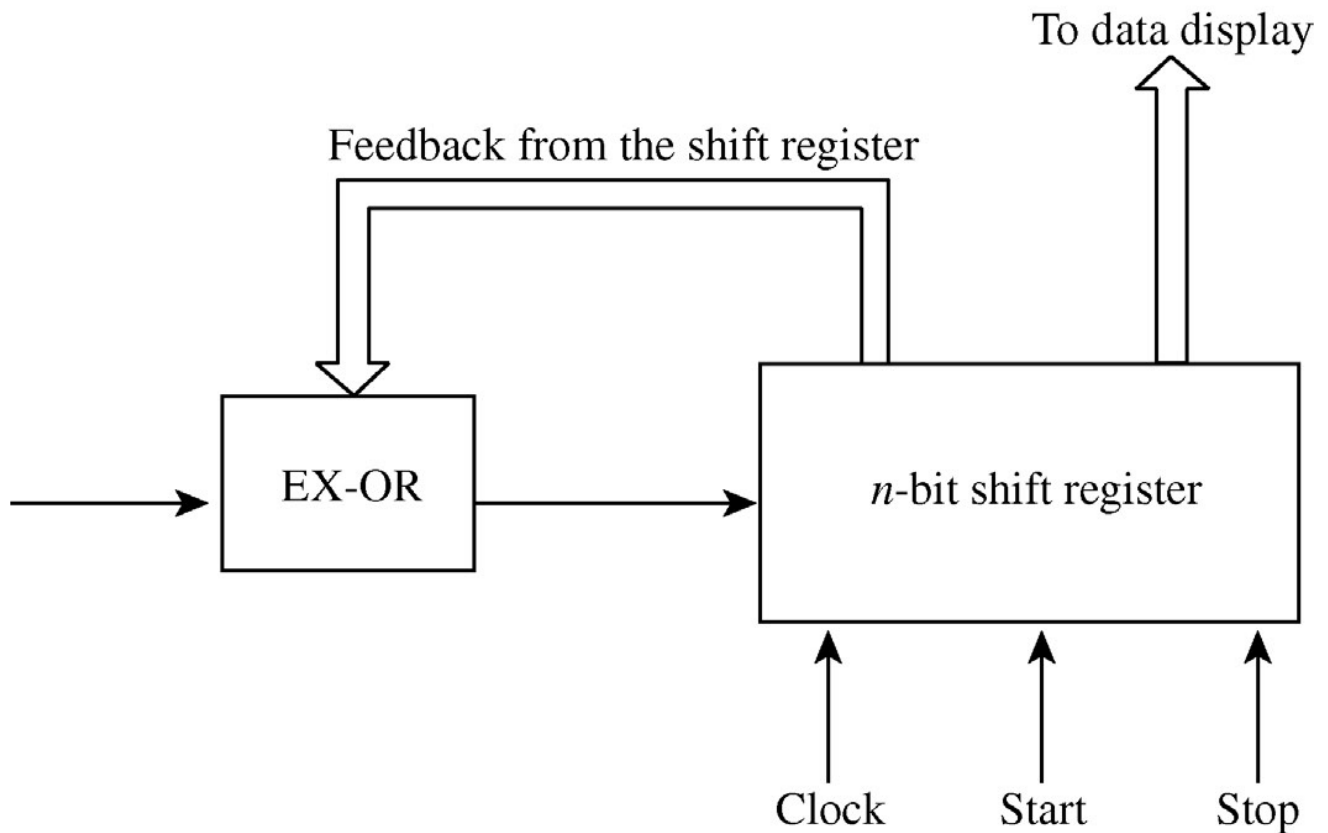 To data display
Feedback from the shift register
EX-OR
n-bit shift register
Clock
Start
Stop